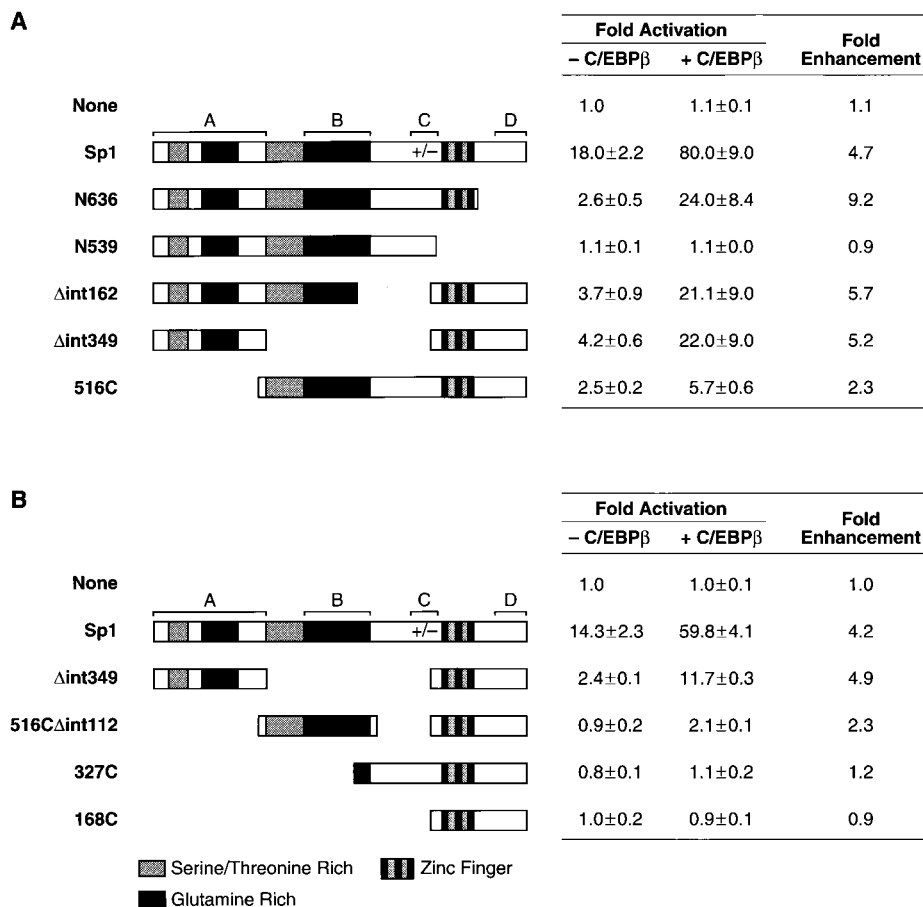 A
Fold Activation
Fold Enhancement
− C/EBPβ + C/EBPβ
None 1.0 1.1±0.1 1.1
A B C D
Sp1 +/− 18.0±2.2 80.0±9.0 4.7
N636 2.6±0.5 24.0±8.4 9.2
N539 1.1±0.1 1.1±0.0 0.9
Δint162 3.7±0.9 21.1±9.0 5.7
Δint349 4.2±0.6 22.0±9.0 5.2
516C 2.5±0.2 5.7±0.6 2.3
B
Fold Activation
Fold Enhancement
− C/EBPβ + C/EBPβ
None 1.0 1.0±0.1 1.0
A B C D
Sp1 +/− 14.3±2.3 59.8±4.1 4.2
Δint349 2.4±0.1 11.7±0.3 4.9
516CΔint112 0.9±0.2 2.1±0.1 2.3
327C 0.8±0.1 1.1±0.2 1.2
168C 1.0±0.2 0.9±0.1 0.9
Serine/Threonine Rich Zinc Finger
Glutamine Rich